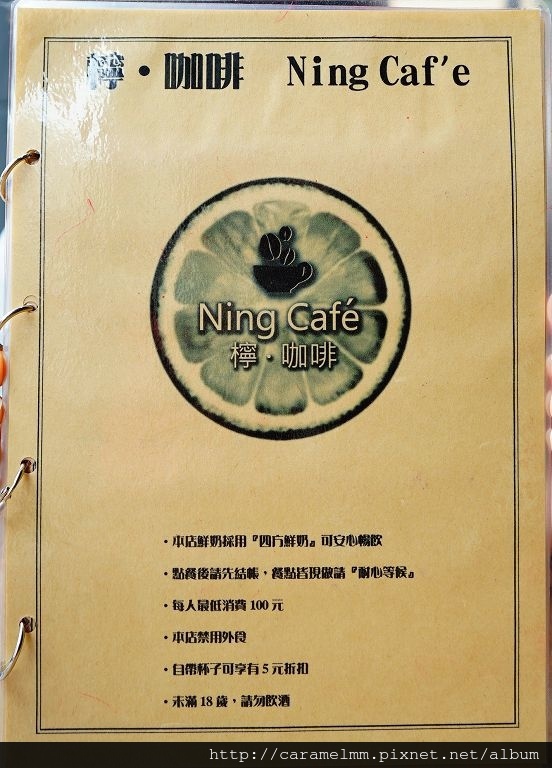 檸·咖啡 Ning Caf'e
Ning Café
檸·咖啡
·本店鮮奶採用『四方鮮奶』可安心暢飲
·點餐後請先結帳，餐點皆現做請『耐心等候』
·每人最低消費 100 元
·本店禁用外食
·自帶杯子可享有 5 元折扣
·未滿 18 歲，請勿飲酒
http://caramelmm.pixnet.net/album